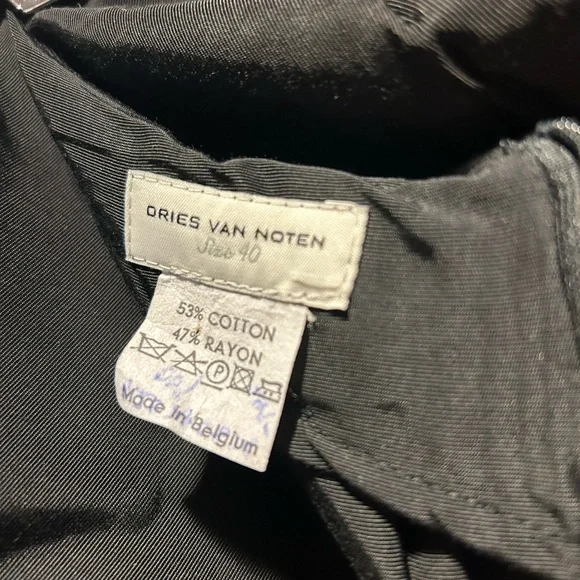 DRIES VAN NOTEN
Size 40
53% COTTON
47% RAYON
P
Made in Belgium